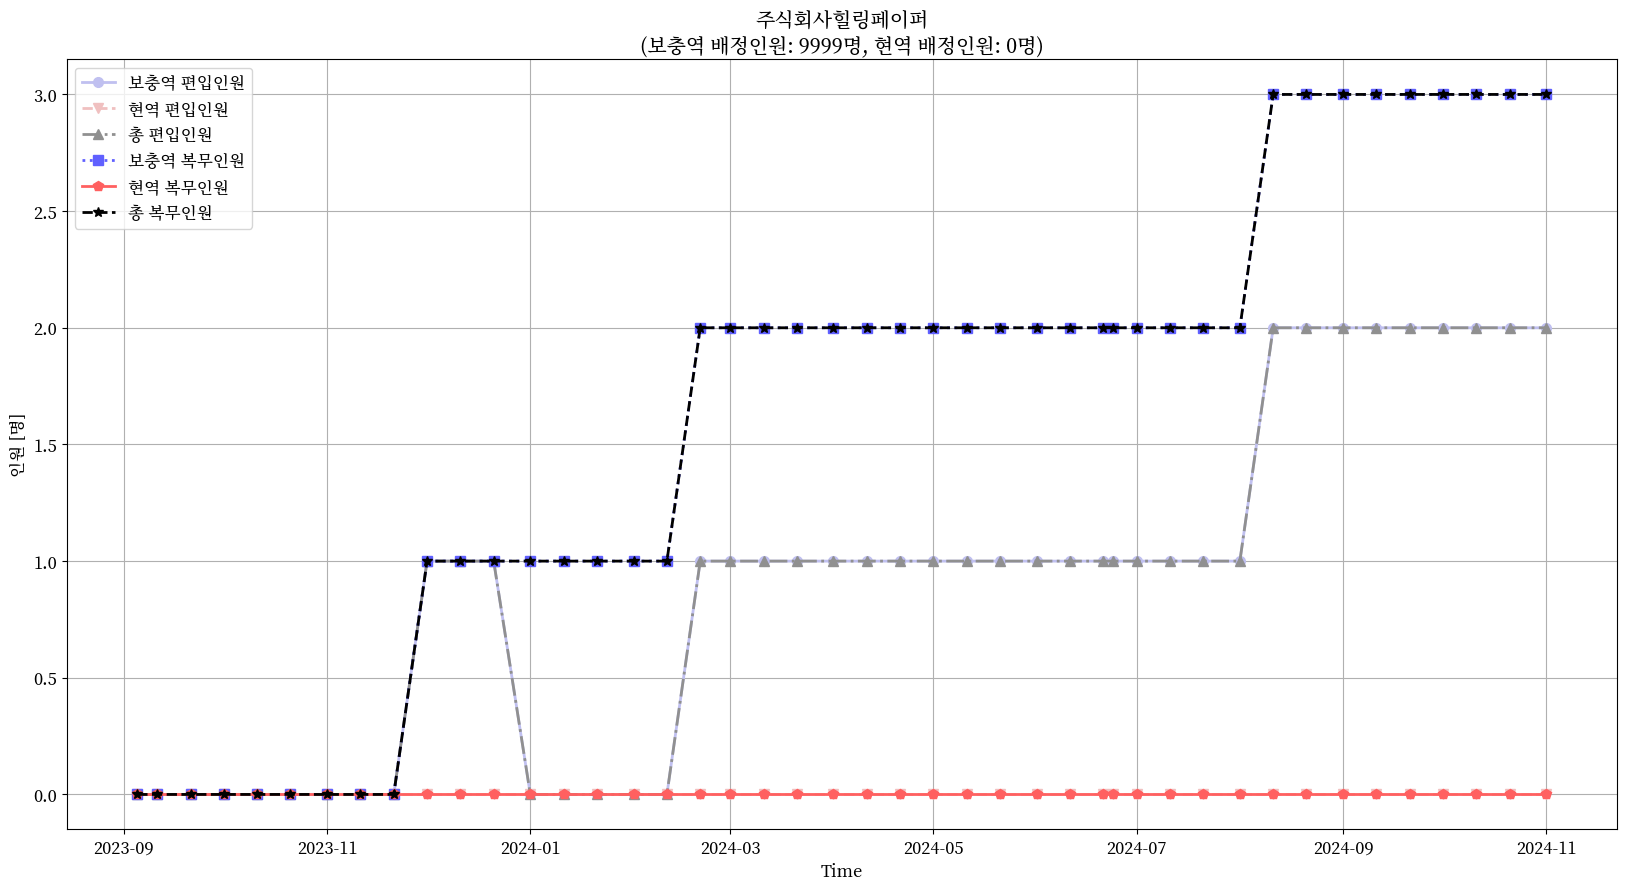 주식회사힐링페이퍼
(보충역 배정인원: 9999명, 현역 배정인원: 0명)
보충역 편입인원
현역 편입인원
총 편입인원
보충역 복무인원
현역 복무인원
총 복무인원
인원 [명]
3.0
2.5
2.0
1.5
1.0
0.5
0.0
2023-09
2023-11
2024-01
2024-03
2024-05
2024-07
2024-09
2024-11
Time